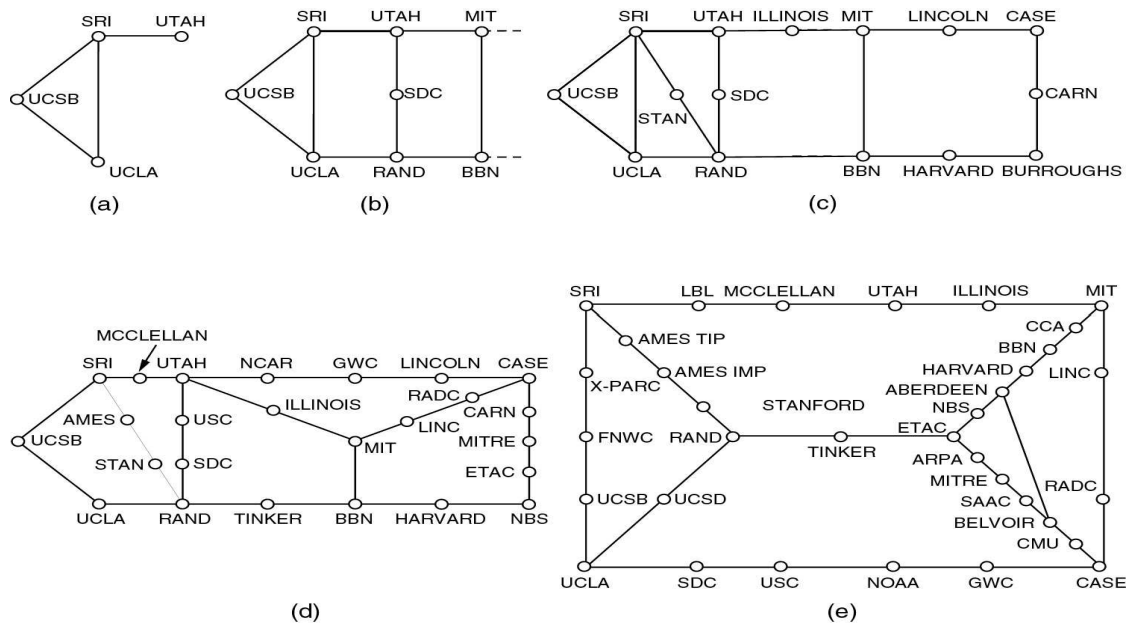 SRI UTAH
UCSB
UCLA
(a)
SRI UTAH MIT
UCSB SDC
UCLA RAND BBN
(b)
SRI UTAH ILLINOIS MIT LINCOLN CASE
UCSB STAN SDC CARN
UCLA RAND BBN HARVARD BURROUGHS
(c)
MCCLELLAN
SRI UTAH NCAR GWC LINCOLN CASE
RADC
AMES USC ILLINOIS LINC CARN
UCSB MIT MITRE
STAN SDC ETAC
UCLA RAND TINKER BBN HARVARD NBS
(d)
SRI LBL MCCLELLAN UTAH ILLINOIS MIT
CCA
AMES TIP BBN
X-PARC AMES IMP HARVARD LINC
ABERDEEN
STANFORD NBS
FNWC RAND TINKER ETAC
ARPA
MITRE
UCSB UCSD SAAC RADC
BELVOIR
CMU
UCLA SDC USC NOAA GWC CASE
(e)